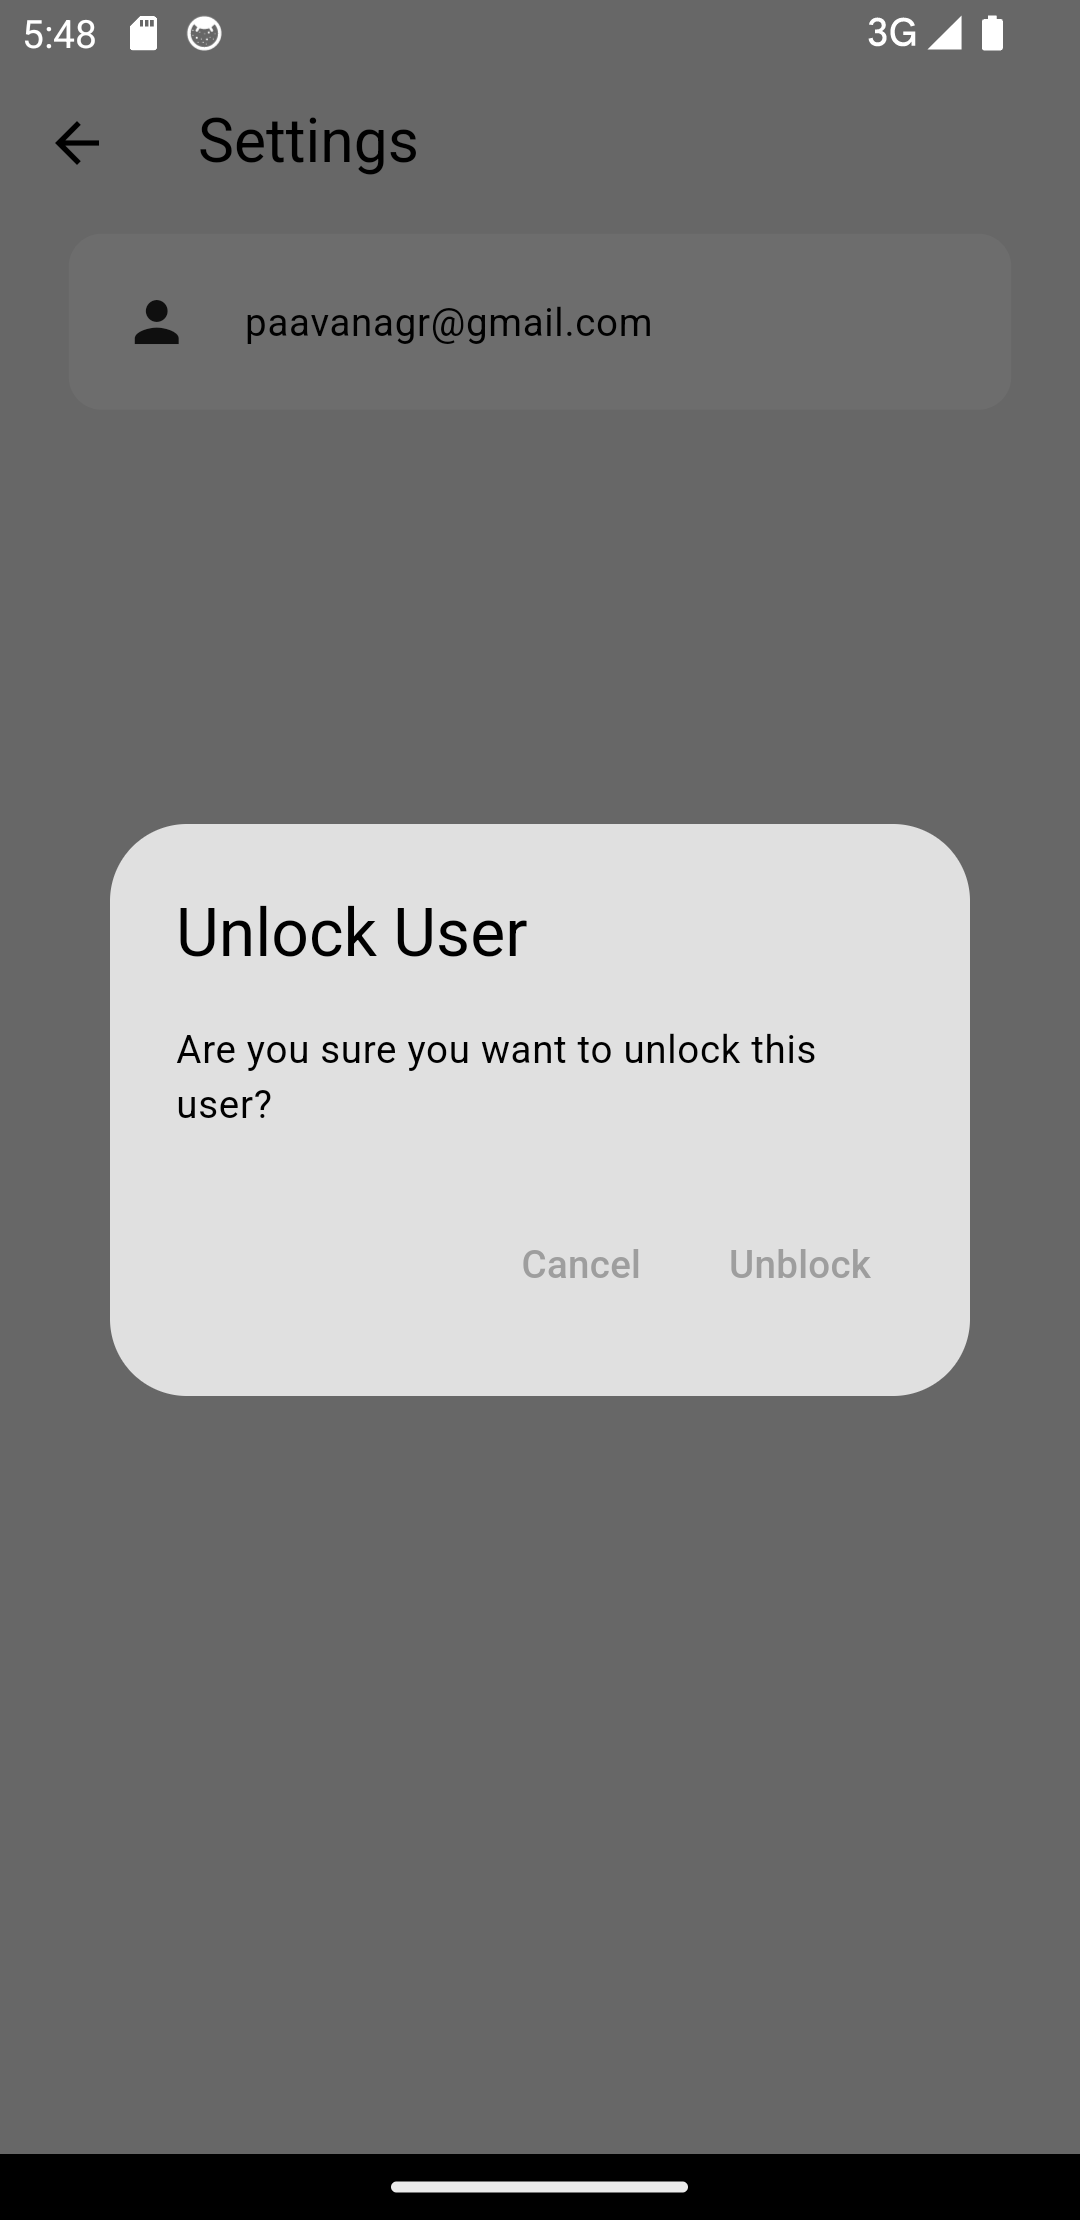 5:48
3G
Settings
paavanagr@gmail.com
Unlock User
Are you sure you want to unlock this
user?
Cancel
Unblock